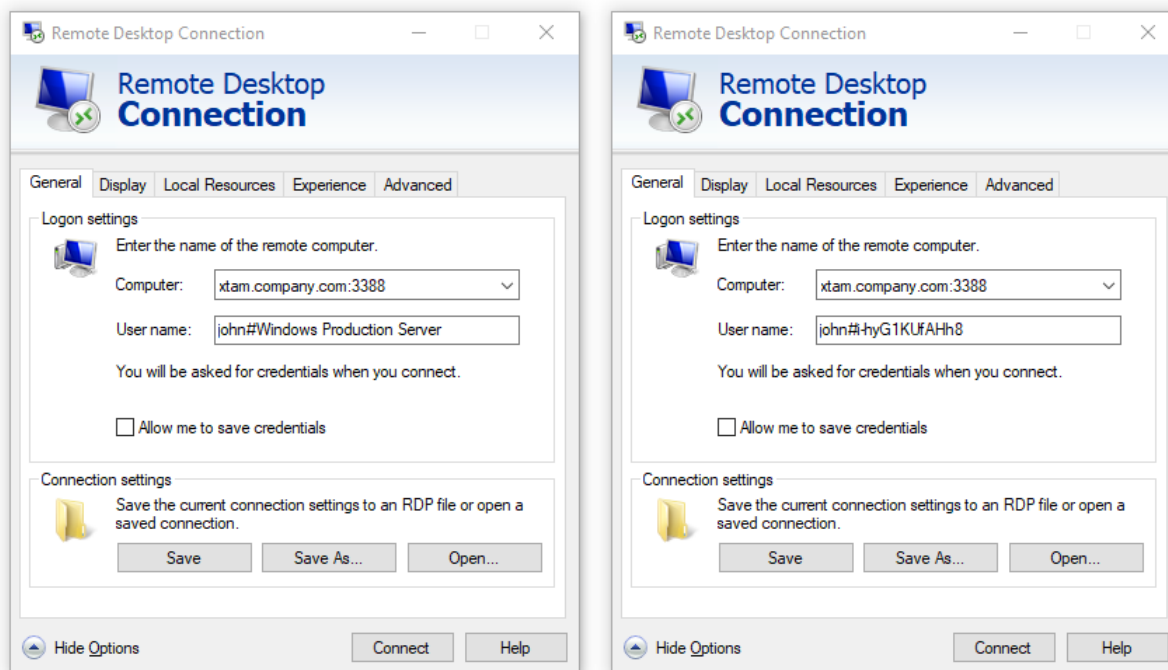 Remote Desktop Connection
Remote Desktop
Connection
General Display Local Resources Experience Advanced
Logon settings
Enter the name of the remote computer.
Computer: xtam.company.com:3388
User name: john#Windows Production Server
You will be asked for credentials when you connect.
Allow me to save credentials
Connection settings
Save the current connection settings to an RDP file or open a
saved connection.
Save Save As... Open...
Hide Options Connect Help
Remote Desktop Connection
Remote Desktop
Connection
General Display Local Resources Experience Advanced
Logon settings
Enter the name of the remote computer.
Computer: xtam.company.com:3388
User name: john#i-hyG1KUfAHh8
You will be asked for credentials when you connect.
Allow me to save credentials
Connection settings
Save the current connection settings to an RDP file or open a
saved connection.
Save Save As... Open...
Hide Options Connect Help